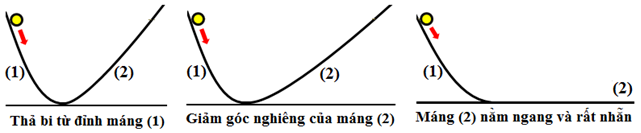 (1)
(2)
Thả bi từ đỉnh máng (1)
(1)
(2)
Giảm góc nghiêng của máng (2)
(1)
(2)
Máng (2) nằm ngang và rất nhẵn